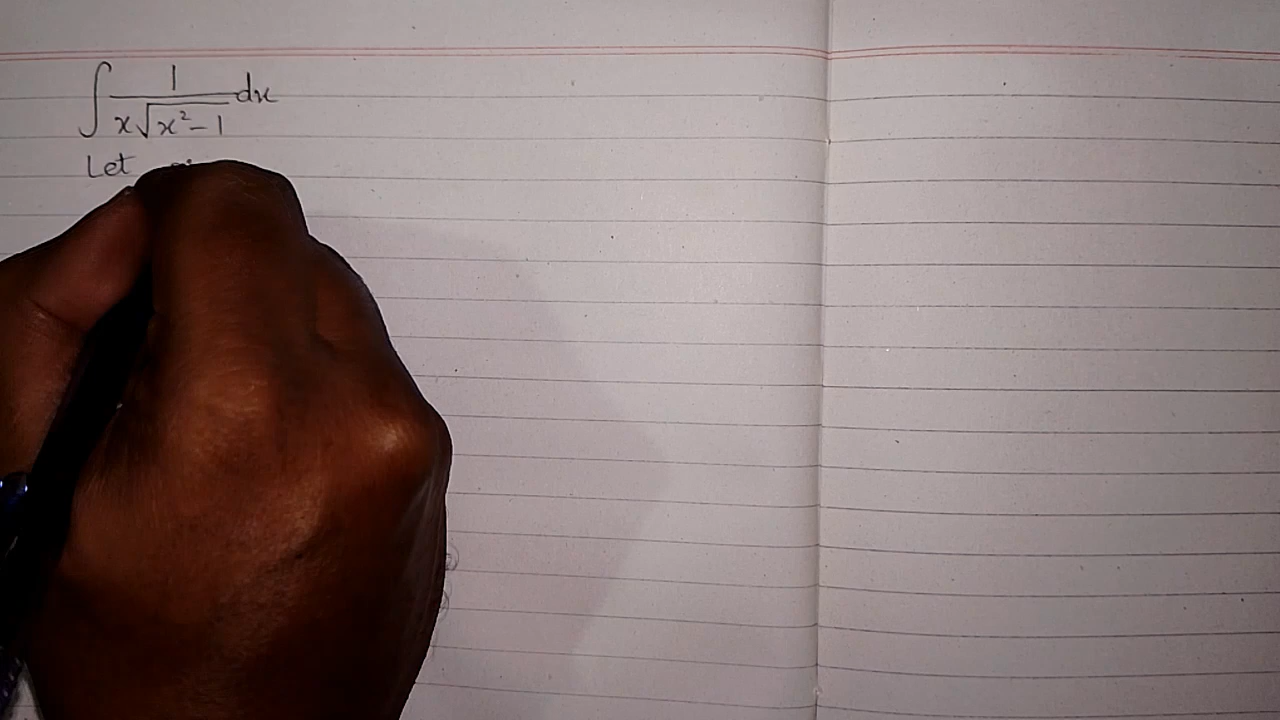 ∫ 1/(x√(x²-1)) dx
Let